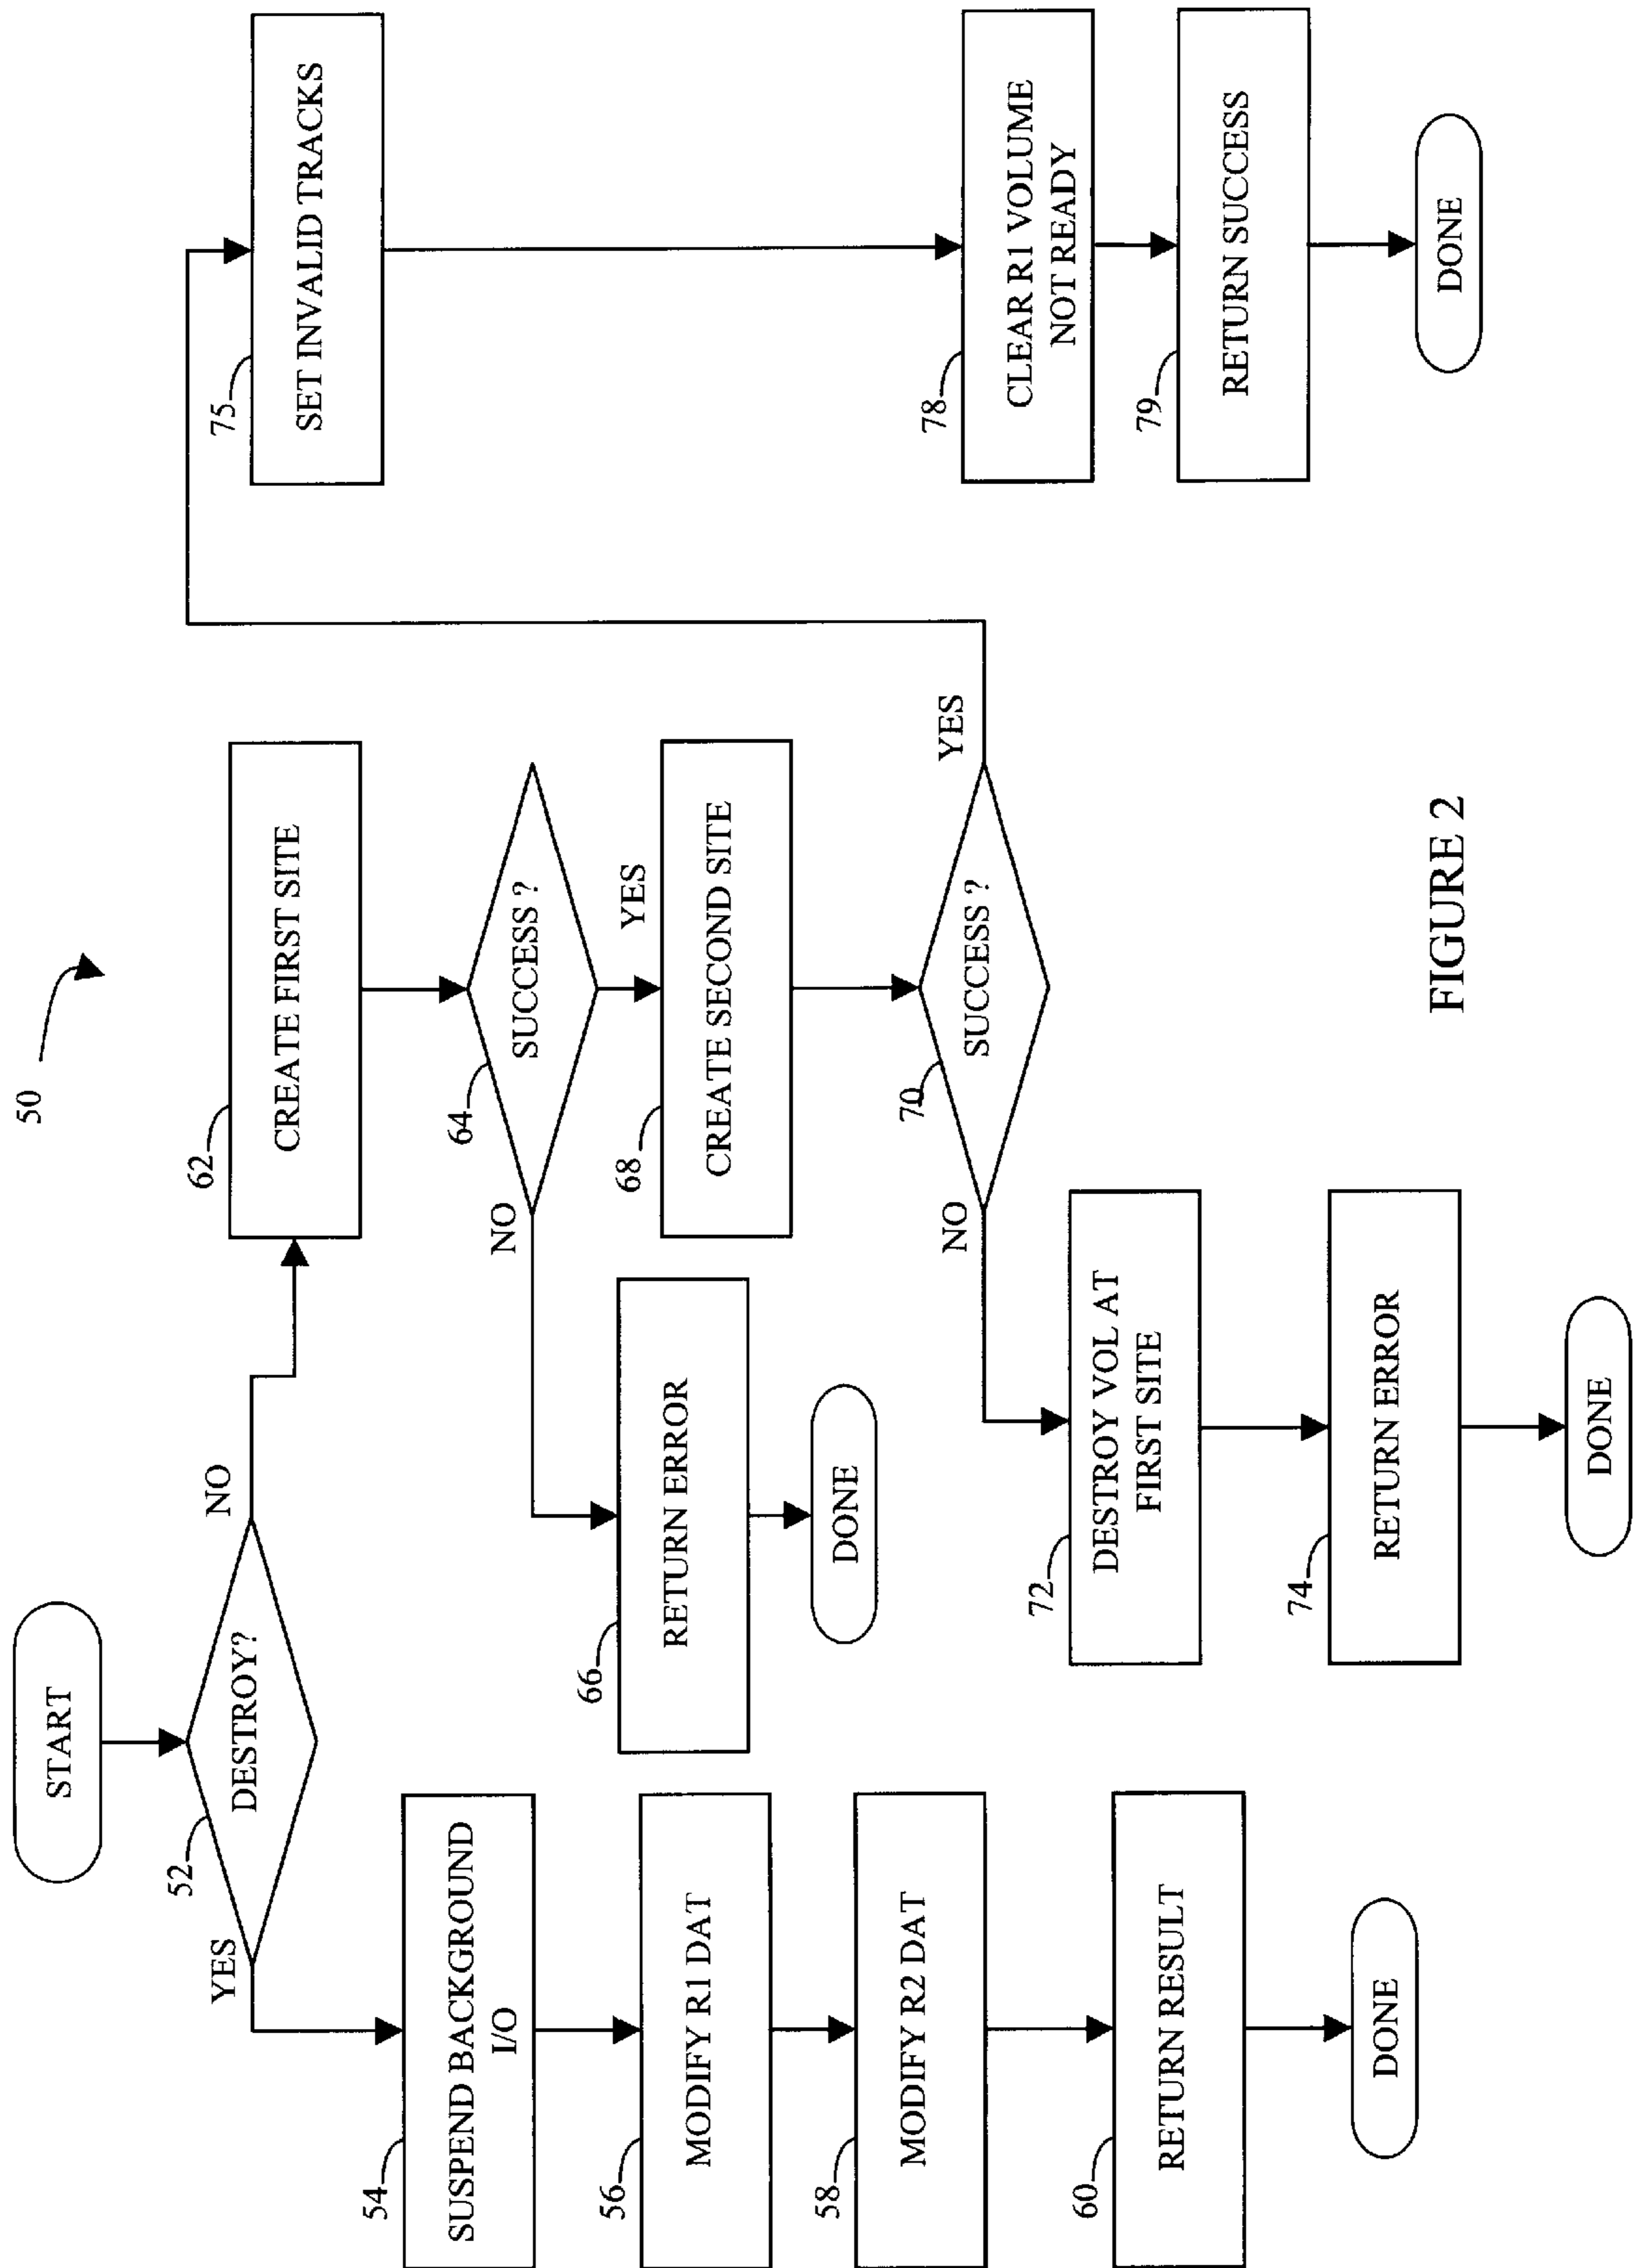 50
START
52
DESTROY?
YES
NO
54
SUSPEND BACKGROUND
I/O
56
MODIFY R1 DAT
58
MODIFY R2 DAT
60
RETURN RESULT
DONE
62
CREATE FIRST SITE
64
SUCCESS ?
NO
YES
66
RETURN ERROR
DONE
68
CREATE SECOND SITE
70
SUCCESS ?
NO
YES
72
DESTROY VOL AT
FIRST SITE
74
RETURN ERROR
DONE
75
SET INVALID TRACKS
78
CLEAR R1 VOLUME
NOT READY
79
RETURN SUCCESS
DONE
FIGURE 2